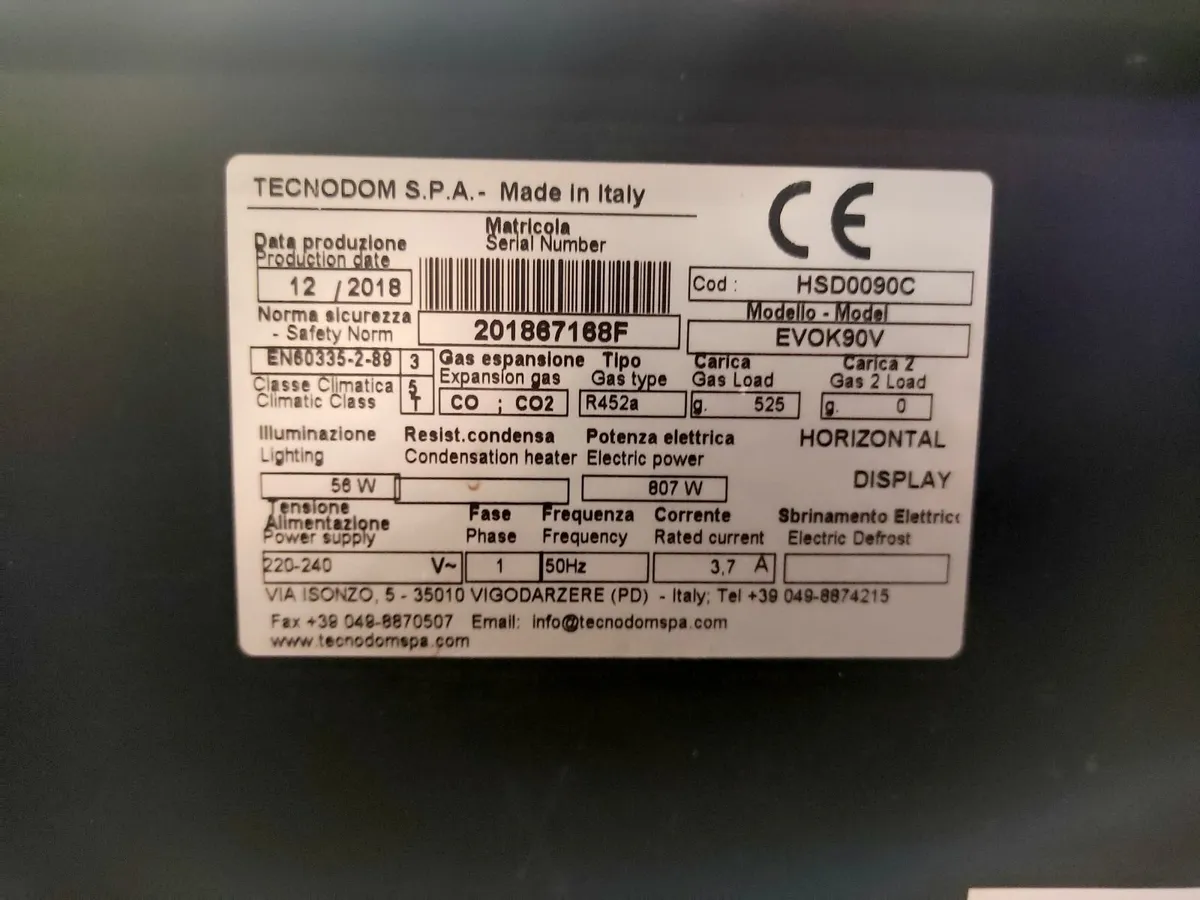 TECNODOM S.P.A.- Made in Italy
CE
Data produzione
Production date
12 / 2018
Matricola
Serial Number
Cod : HSD0090C
Norma sicurezza
- Safety Norm
201867168F
Modello - Model
EVOK90V
EN60335-2-89 3
Classe Climatica 5
Climatic Class T
Gas espansione
Expansion gas
CO ; CO2
Tipo
Gas type
R452a
Carica
Gas Load
g. 525
Carica 2
Gas 2 Load
g. 0
Illuminazione
Lighting
56 W
Resist.condensa
Condensation heater
Potenza elettrica
Electric power
807 W
HORIZONTAL
DISPLAY
Tensione
Alimentazione
Power supply
220-240 V~
Fase
Phase
1
Frequenza
Frequency
50Hz
Corrente
Rated current
3,7 A
Sbrinamento Elettric
Electric Defrost
VIA ISONZO, 5 - 35010 VIGODARZERE (PD) - Italy; Tel +39 049-8874215
Fax +39 049-8870507 Email: info@tecnodomspa.com
www.tecnodomspa.com